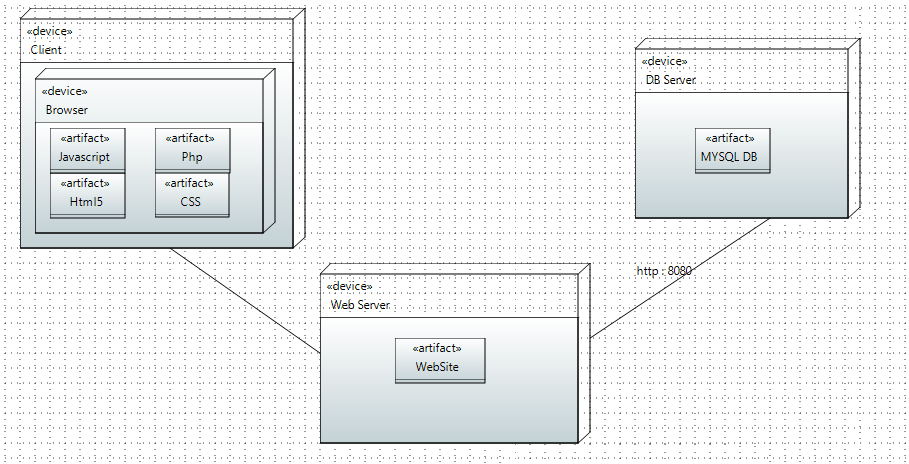 «device»
Client
«device»
Browser
«artifact»
Javascript
«artifact»
Php
«artifact»
Html5
«artifact»
CSS
«device»
DB Server
«artifact»
MYSQL DB
http : 8080
«device»
Web Server
«artifact»
WebSite